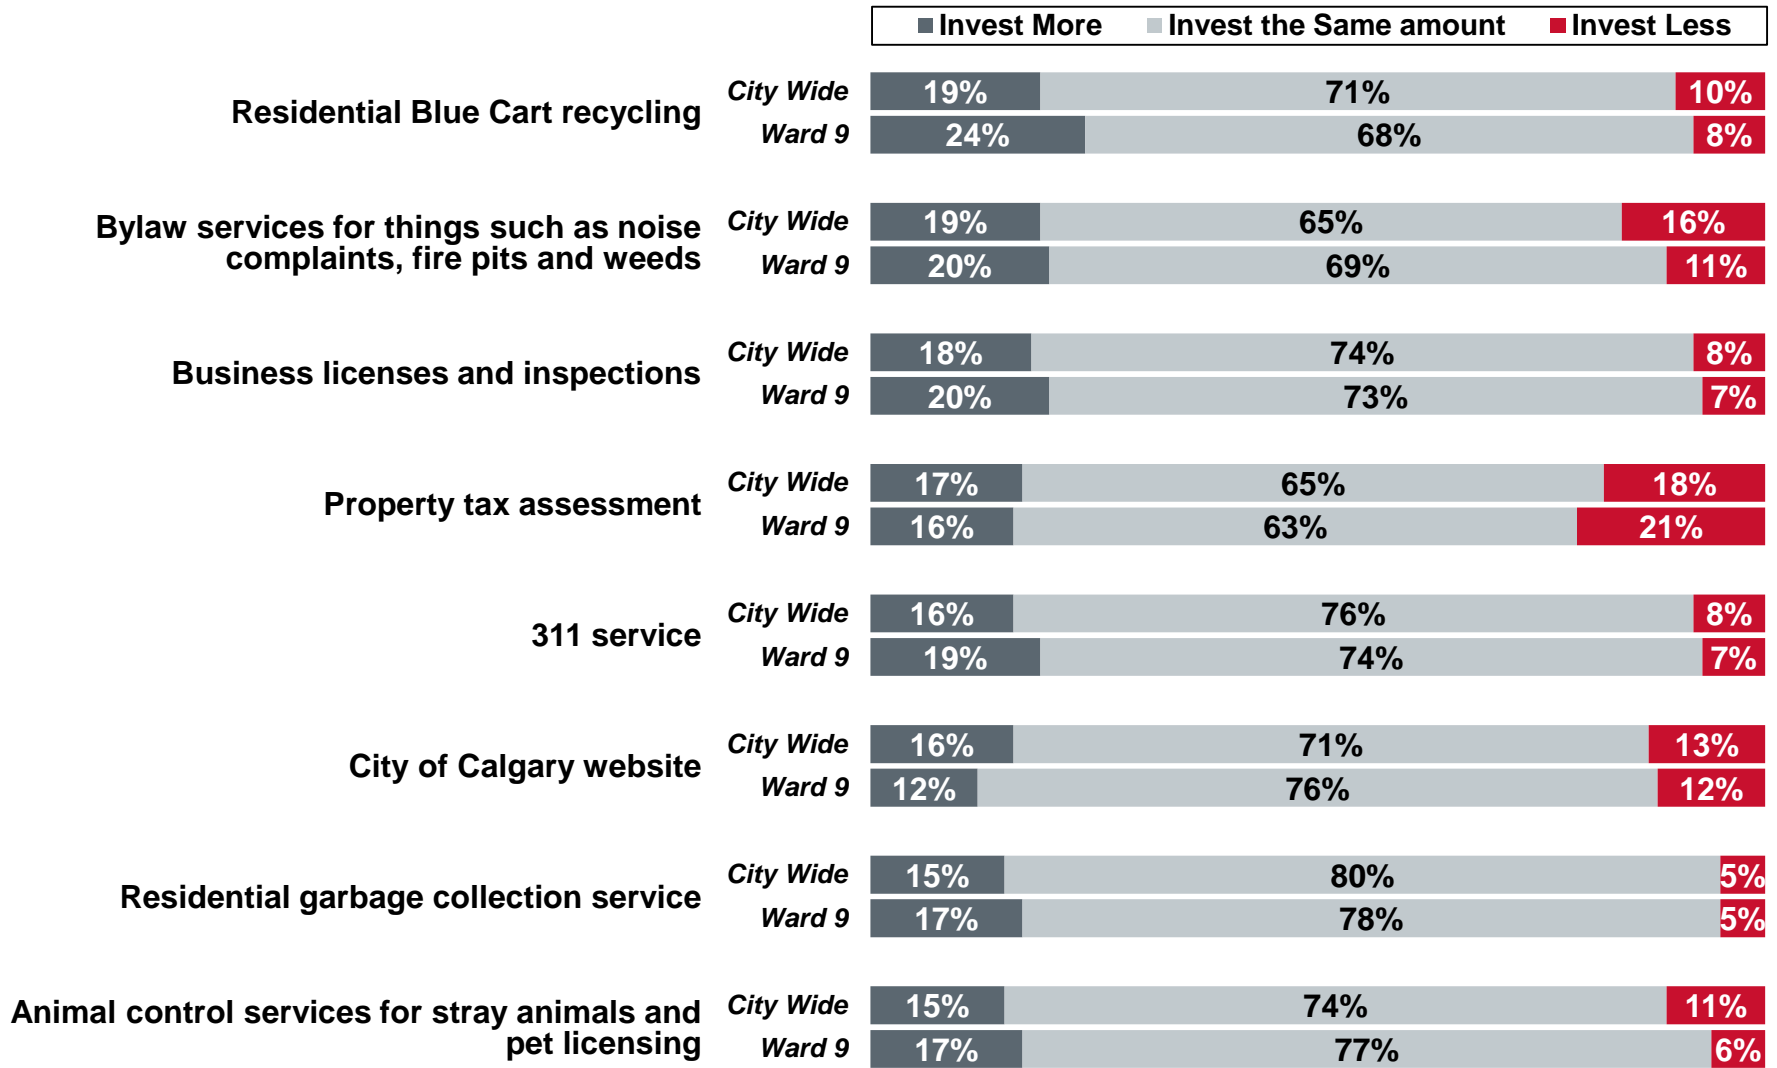 Invest More Invest the Same amount Invest Less
City Wide 19% 71% 10%
Residential Blue Cart recycling
Ward 9 24% 68% 8%
Bylaw services for things such as noise
complaints, fire pits and weeds
City Wide 19% 65% 16%
Ward 9 20% 69% 11%
Business licenses and inspections
City Wide 18% 74% 8%
Ward 9 20% 73% 7%
Property tax assessment
City Wide 17% 65% 18%
Ward 9 16% 63% 21%
311 service
City Wide 16% 76% 8%
Ward 9 19% 74% 7%
City of Calgary website
City Wide 16% 71% 13%
Ward 9 12% 76% 12%
Residential garbage collection service
City Wide 15% 80% 5%
Ward 9 17% 78% 5%
Animal control services for stray animals and
pet licensing
City Wide 15% 74% 11%
Ward 9 17% 77% 6%